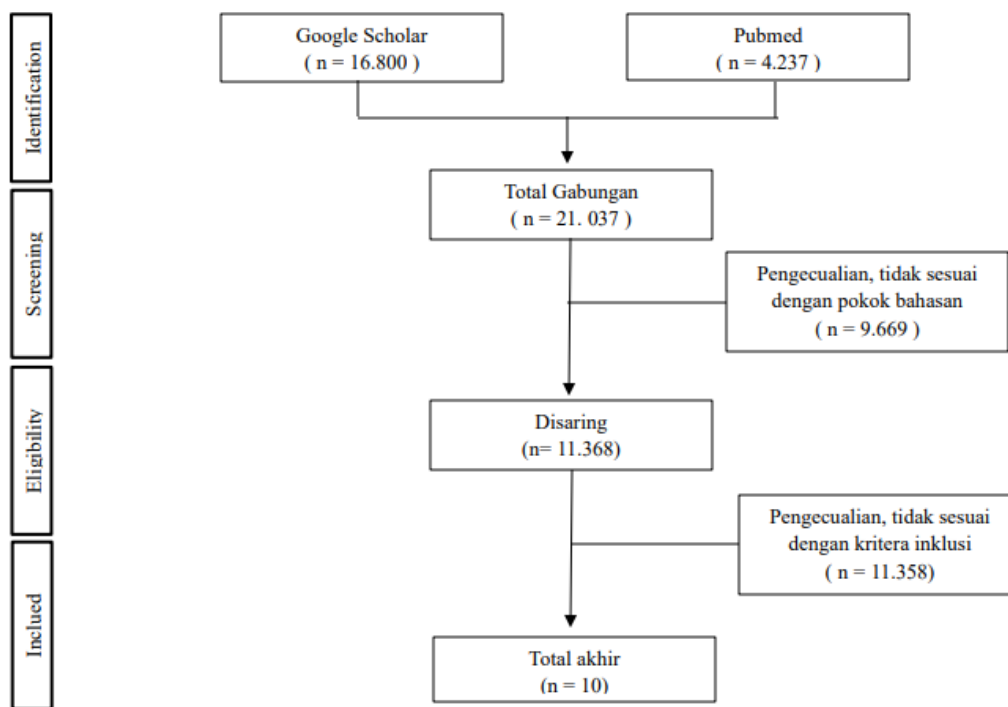 Identification
Google Scholar
( n = 16.800 )
Pubmed
( n = 4.237 )
Total Gabungan
( n = 21. 037 )
Screening
Pengecualian, tidak sesuai
dengan pokok bahasan
( n = 9.669 )
Eligibility
Disaring
(n= 11.368)
Pengecualian, tidak sesuai
dengan kritera inklusi
( n = 11.358)
Inclued
Total akhir
(n = 10)